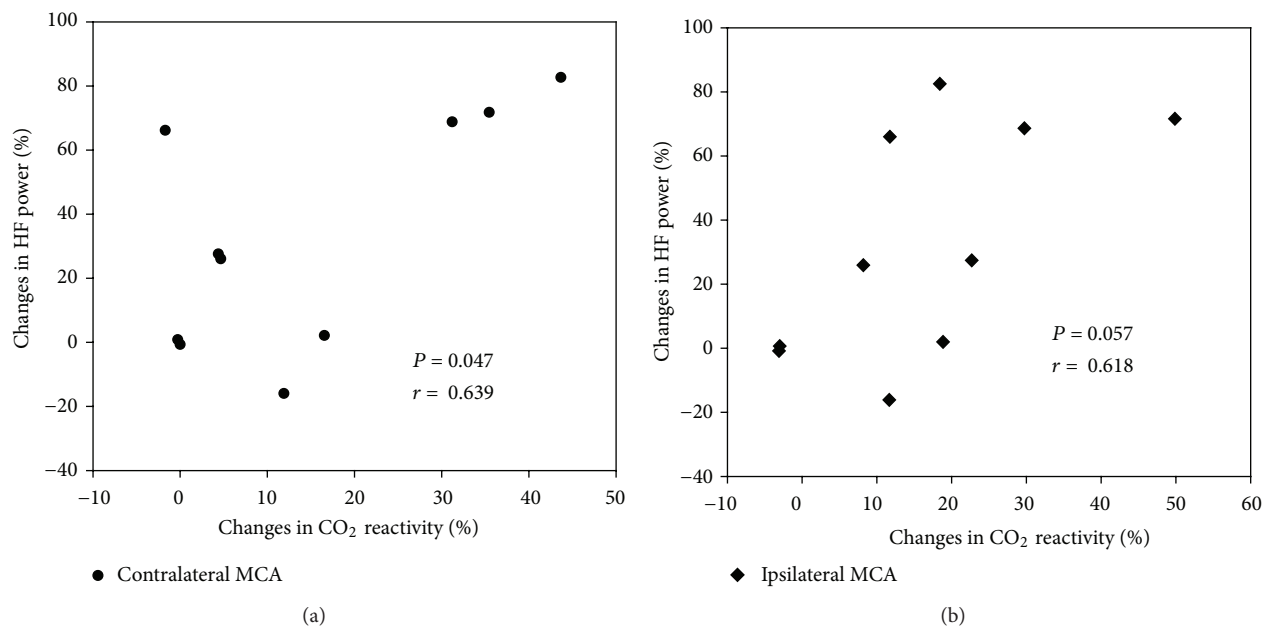 100
80
60
40
20
0
−20
−40
Changes in HF power (%)
P = 0.047
r = 0.639
−10 0 10 20 30 40 50
Changes in CO₂ reactivity (%)
Contralateral MCA
(a)
100
80
60
40
20
0
−20
−40
Changes in HF power (%)
P = 0.057
r = 0.618
−10 0 10 20 30 40 50 60
Changes in CO₂ reactivity (%)
Ipsilateral MCA
(b)